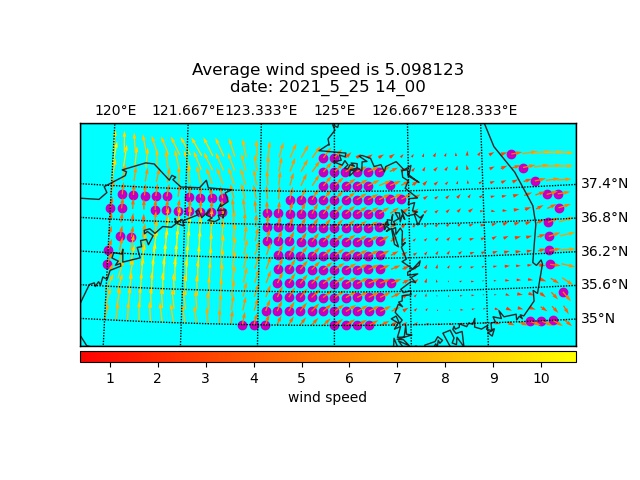 Average wind speed is 5.098123
date: 2021_5_25 14_00
120°E 121.667°E 123.333°E 125°E 126.667°E 128.333°E
37.4°N
36.8°N
36.2°N
35.6°N
35°N
1 2 3 4 5 6 7 8 9 10
wind speed